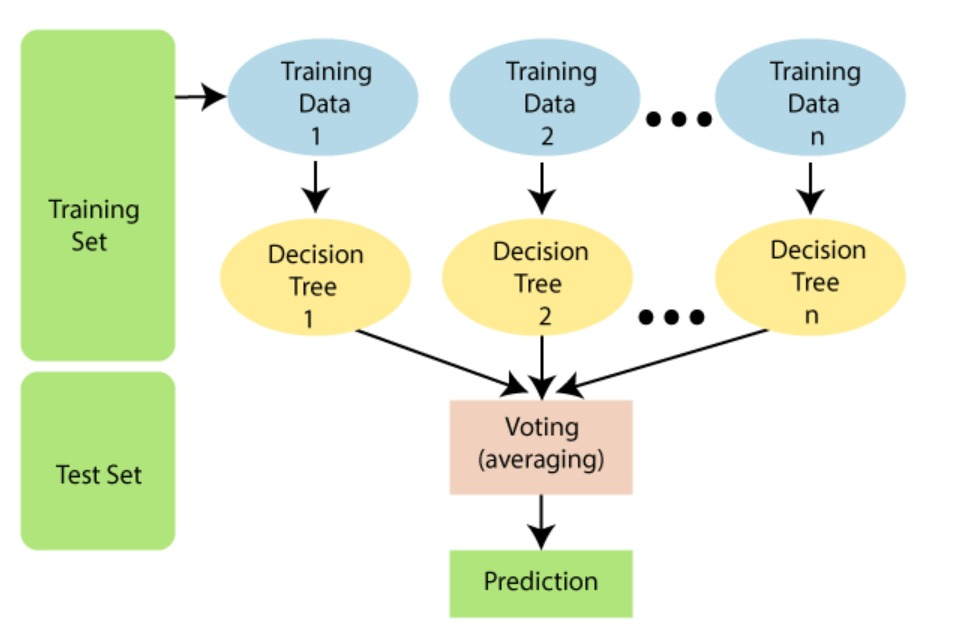 Training
Set
Test Set
Training
Data
1
Training
Data
2
Training
Data
n
Decision
Tree
1
Decision
Tree
2
Decision
Tree
n
Voting
(averaging)
Prediction